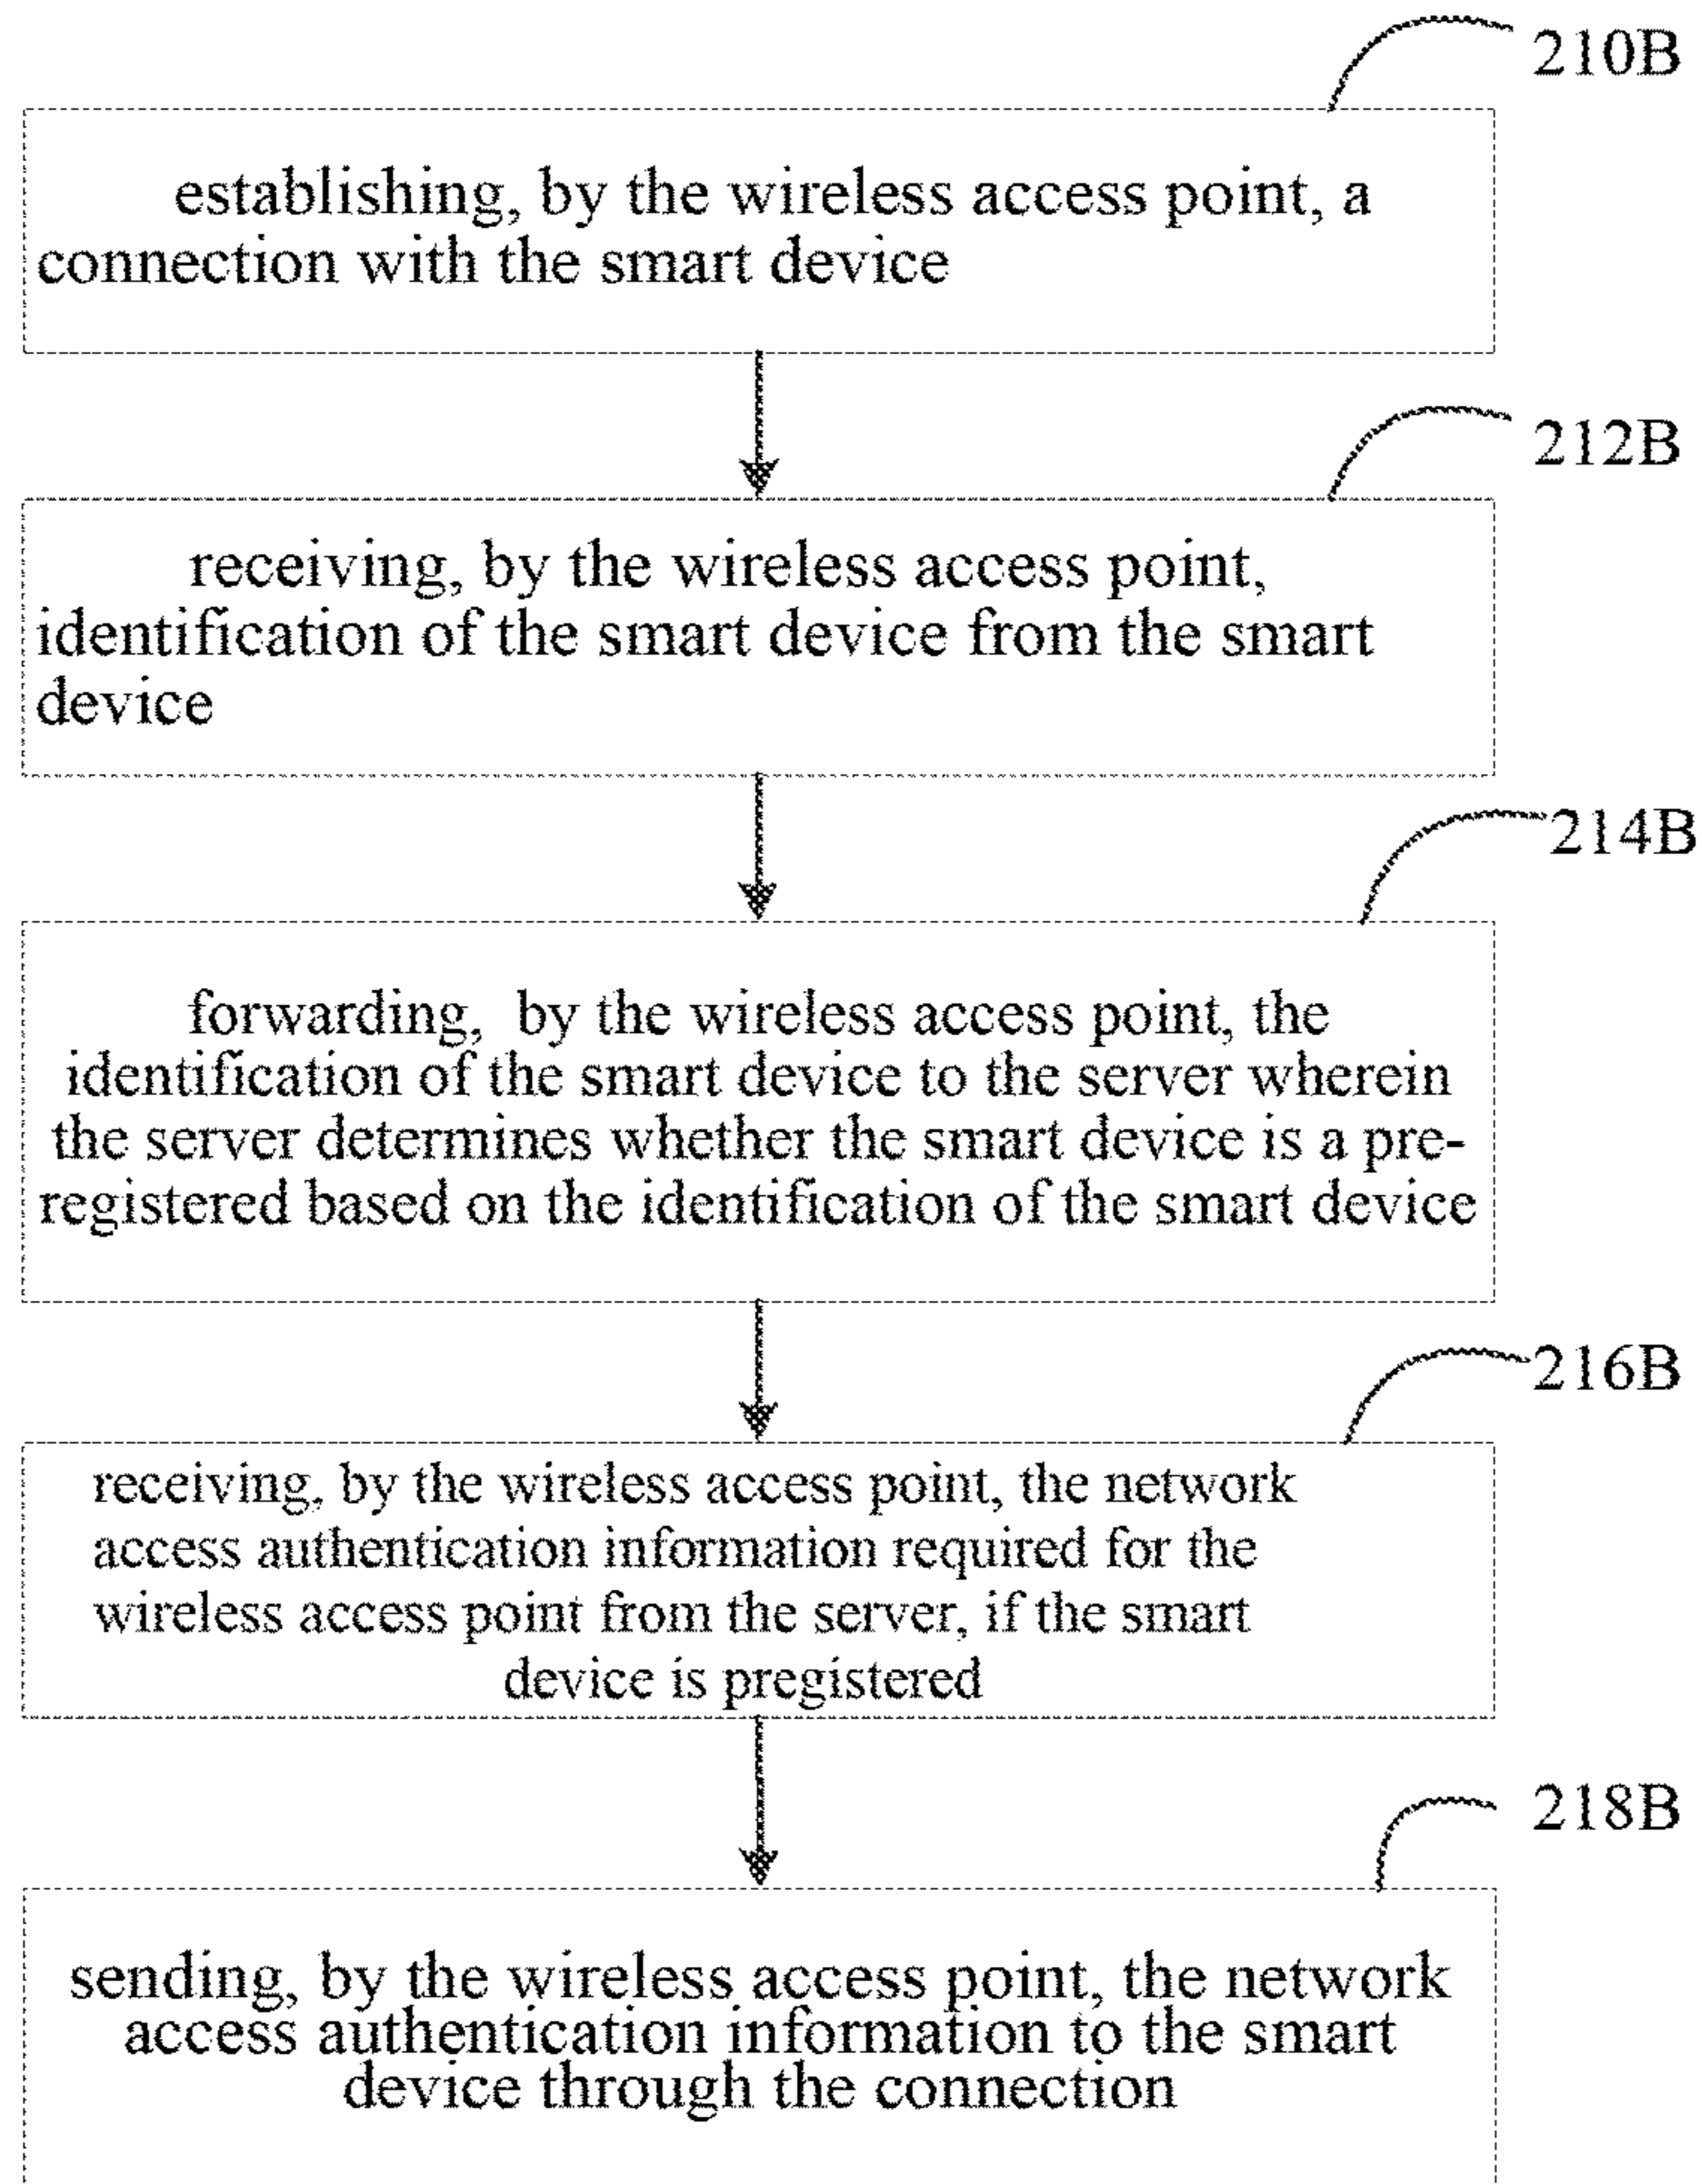 210B
establishing, by the wireless access point, a
connection with the smart device
212B
receiving, by the wireless access point,
identification of the smart device from the smart
device
214B
forwarding, by the wireless access point, the
identification of the smart device to the server wherein
the server determines whether the smart device is a pre-
registered based on the identification of the smart device
216B
receiving, by the wireless access point, the network
access authentication information required for the
wireless access point from the server, if the smart
device is pregistered
218B
sending, by the wireless access point, the network
access authentication information to the smart
device through the connection